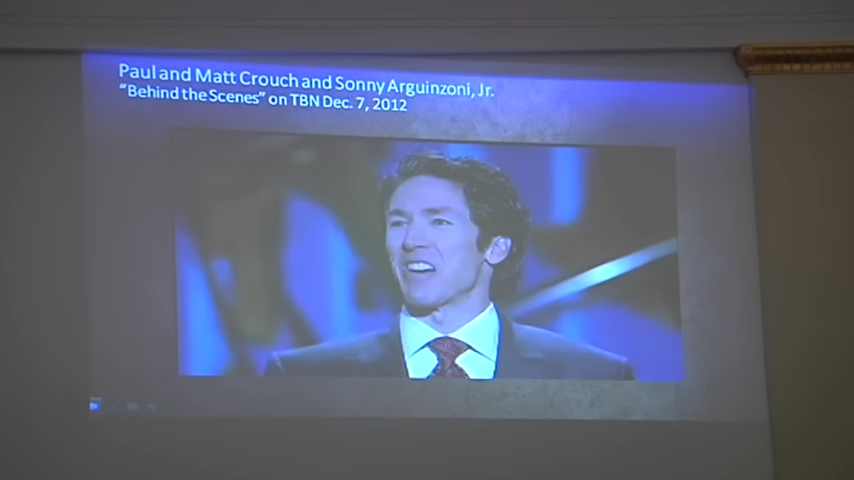 Paul and Matt Crouch and Sonny Arguinzoni, Jr.
“Behind the Scenes” on TBN Dec. 7, 2012